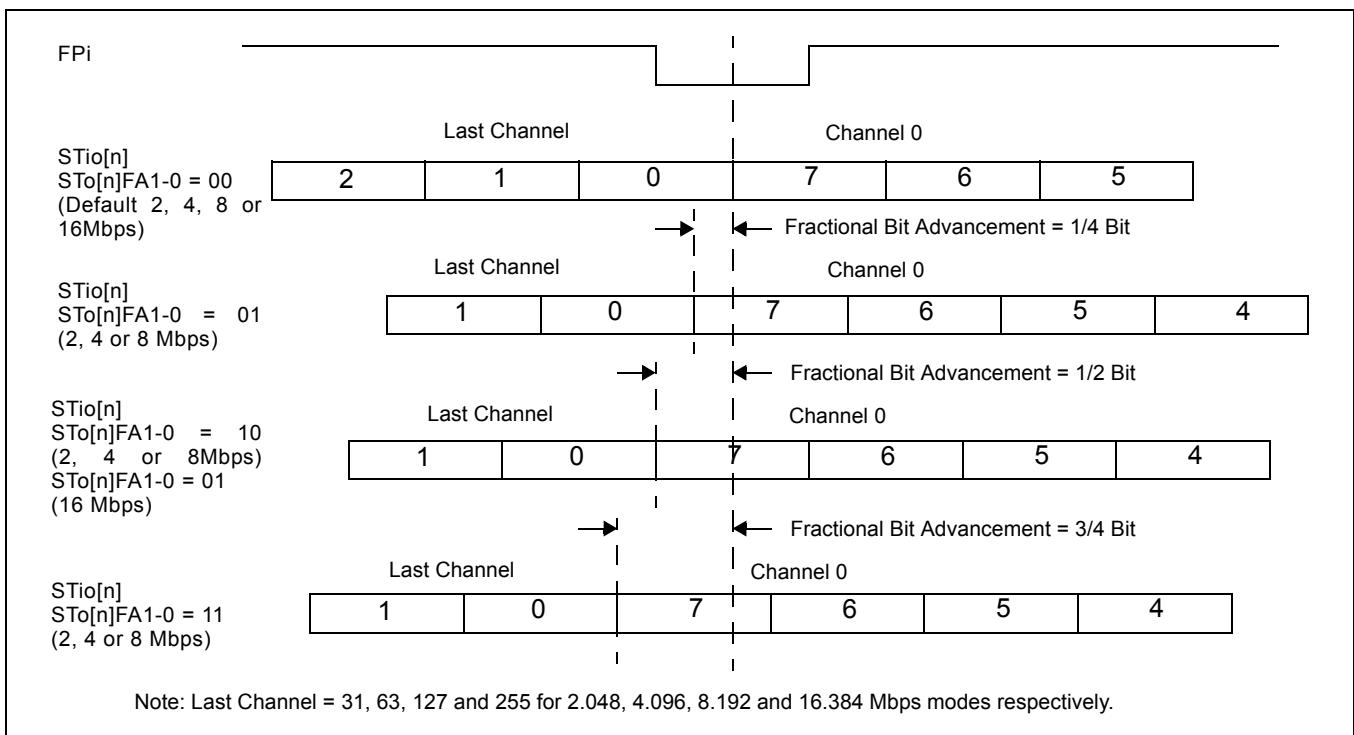 FPi
Last Channel Channel 0
STio[n]
STo[n]FA1-0 = 00
(Default 2, 4, 8 or
16Mbps)
2 1 0 7 6 5
Fractional Bit Advancement = 1/4 Bit
Last Channel Channel 0
STio[n]
STo[n]FA1-0 = 01
(2, 4 or 8 Mbps)
1 0 7 6 5 4
Fractional Bit Advancement = 1/2 Bit
Last Channel Channel 0
STio[n]
STo[n]FA1-0 = 10
(2, 4 or 8Mbps)
STo[n]FA1-0 = 01
(16 Mbps)
1 0 7 6 5 4
Fractional Bit Advancement = 3/4 Bit
Last Channel Channel 0
STio[n]
STo[n]FA1-0 = 11
(2, 4 or 8 Mbps)
1 0 7 6 5 4
Note: Last Channel = 31, 63, 127 and 255 for 2.048, 4.096, 8.192 and 16.384 Mbps modes respectively.